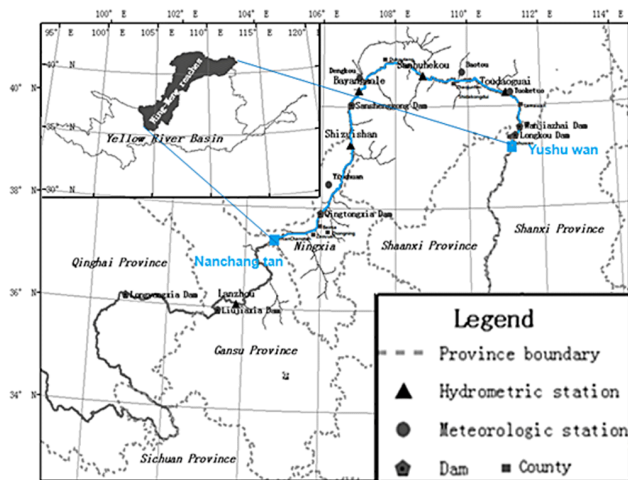 95° E 100° E 102° E 104° E 106° E 108° E 110° E 112° E 114° E
100° E 105° E 110° E 115° E
40° N
35° N
30° N
Yellow River Basin
40° N
38° N
36° N
34° N
Dengkou
Bayangaole
Sanhuhekou
Baotou
Toudaoguai
Sanshenggong Dam
Wanjiazhai Dam
Longkou Dam
Yushu wan
Shizuishan
Yinchuan
Qingtongxia Dam
Nanchang tan
Ningxia
Shaanxi Province
Shanxi Province
Qinghai Province
Longyangxia Dam
Lanzhou
Liujiaxia Dam
Gansu Province
Sichuan Province
Legend
Province boundary
Hydrometric station
Meteorologic station
Dam
County